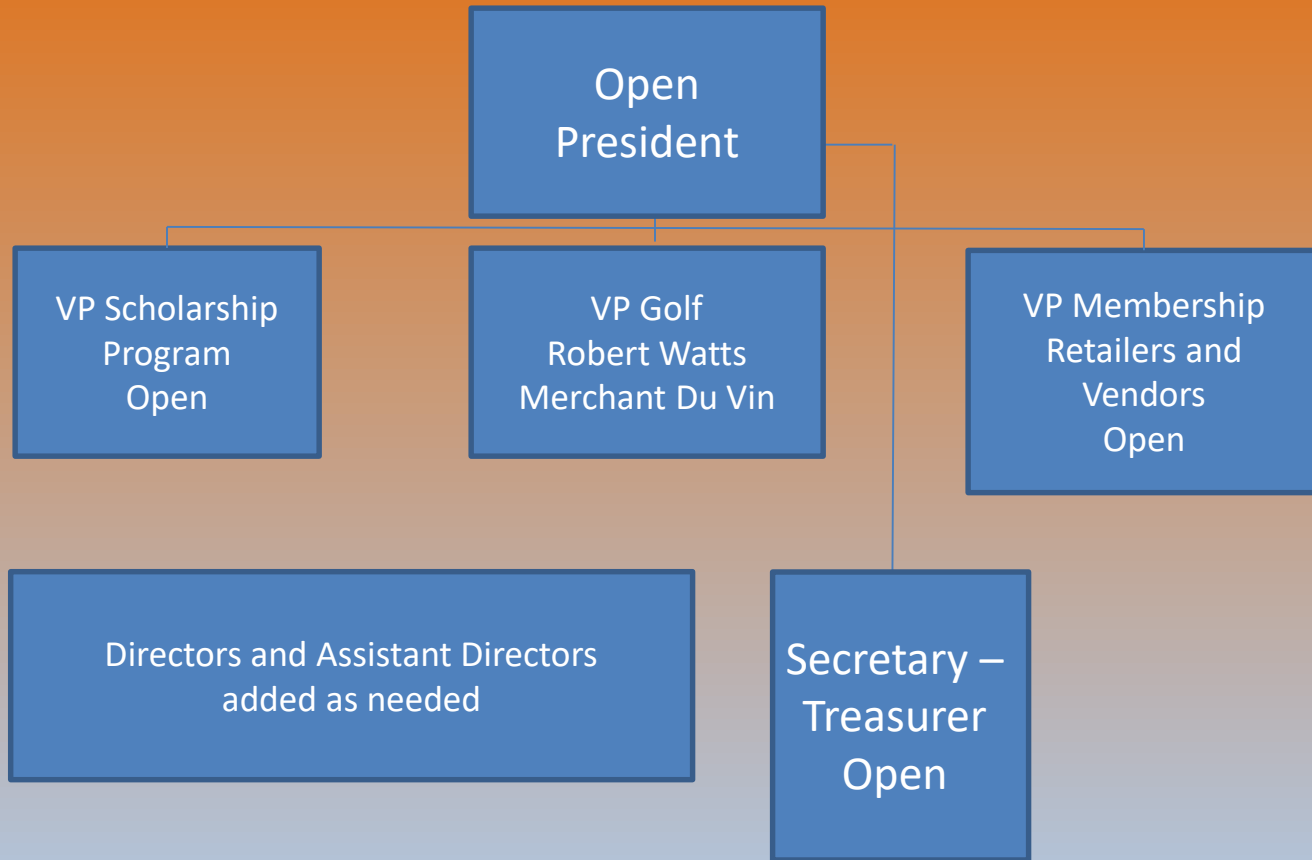 Open
President
VP Scholarship
Program
Open
VP Golf
Robert Watts
Merchant Du Vin
VP Membership
Retailers and
Vendors
Open
Directors and Assistant Directors
added as needed
Secretary –
Treasurer
Open